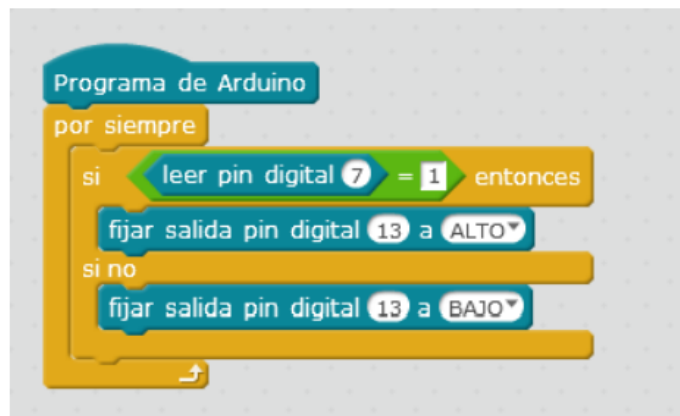 Programa de Arduino
por siempre
si leer pin digital 7 = 1 entonces
fijar salida pin digital 13 a ALTO
si no
fijar salida pin digital 13 a BAJO